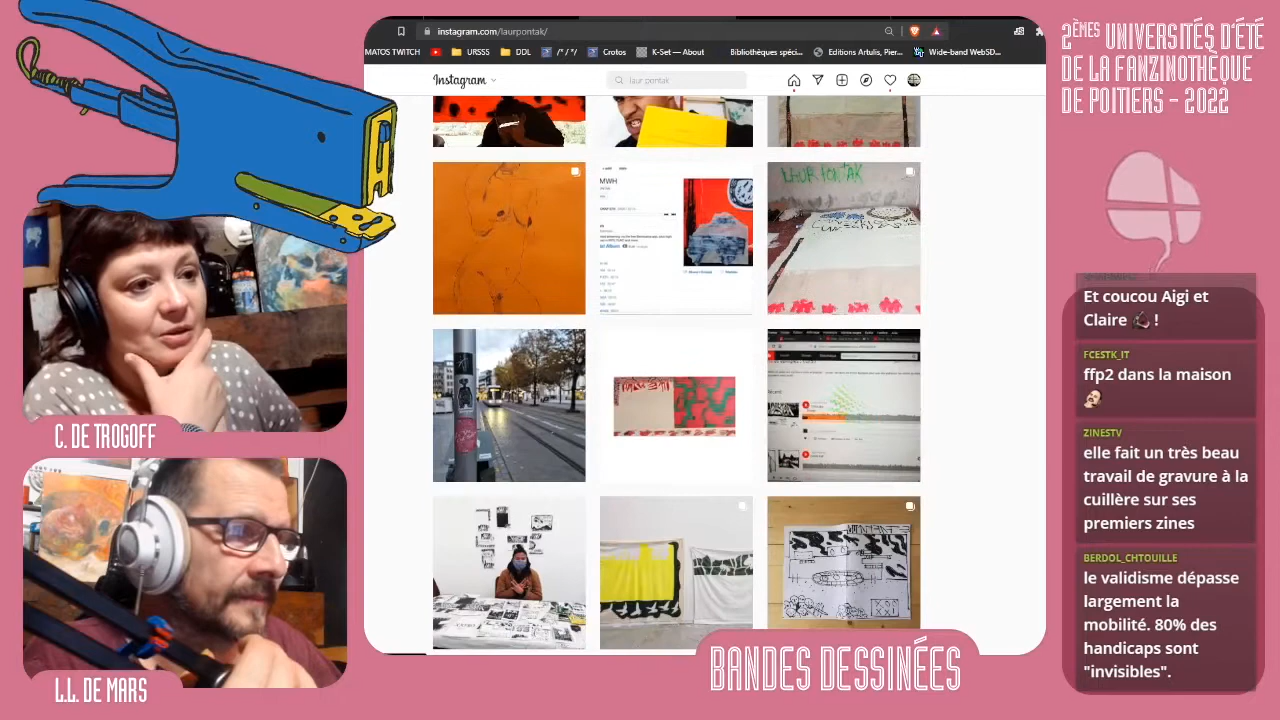 instagram.com/laurpontak/
MATOS TWITCH URSSS DDL /*'*/ Crotos K-Set — About Bibliothèques spéci... Editions Artulis, Pier... Wide-band WebSD...
Instagram
laur pontak
MWH
LAUR PONTAK
2ÈMES UNIVERSITÉS D'ÉTÉ
DE LA FANZINOTHÈQUE
DE POITIERS - 2022
Et coucou Aigi et
Claire !
FCESTK_IT
ffp2 dans la maison
ZINESTV
elle fait un très beau
travail de gravure à la
cuillère sur ses
premiers zines
BERDOL_CHTOUILLE
le validisme dépasse
largement la
mobilité. 80% des
handicaps sont
"invisibles".
C. DE TROGOFF
L.L. DE MARS
BANDES DESSINÉES